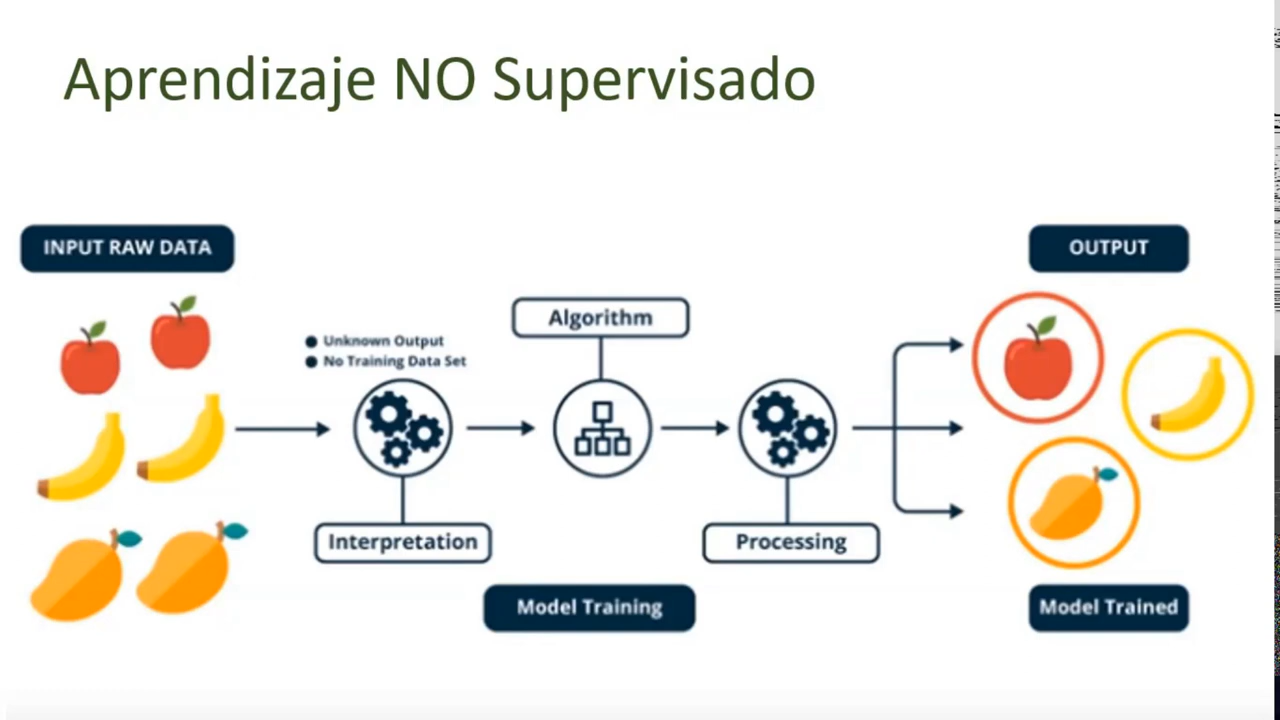 Aprendizaje NO Supervisado
INPUT RAW DATA
OUTPUT
Algorithm
Unknown Output
No Training Data Set
Interpretation
Processing
Model Training
Model Trained